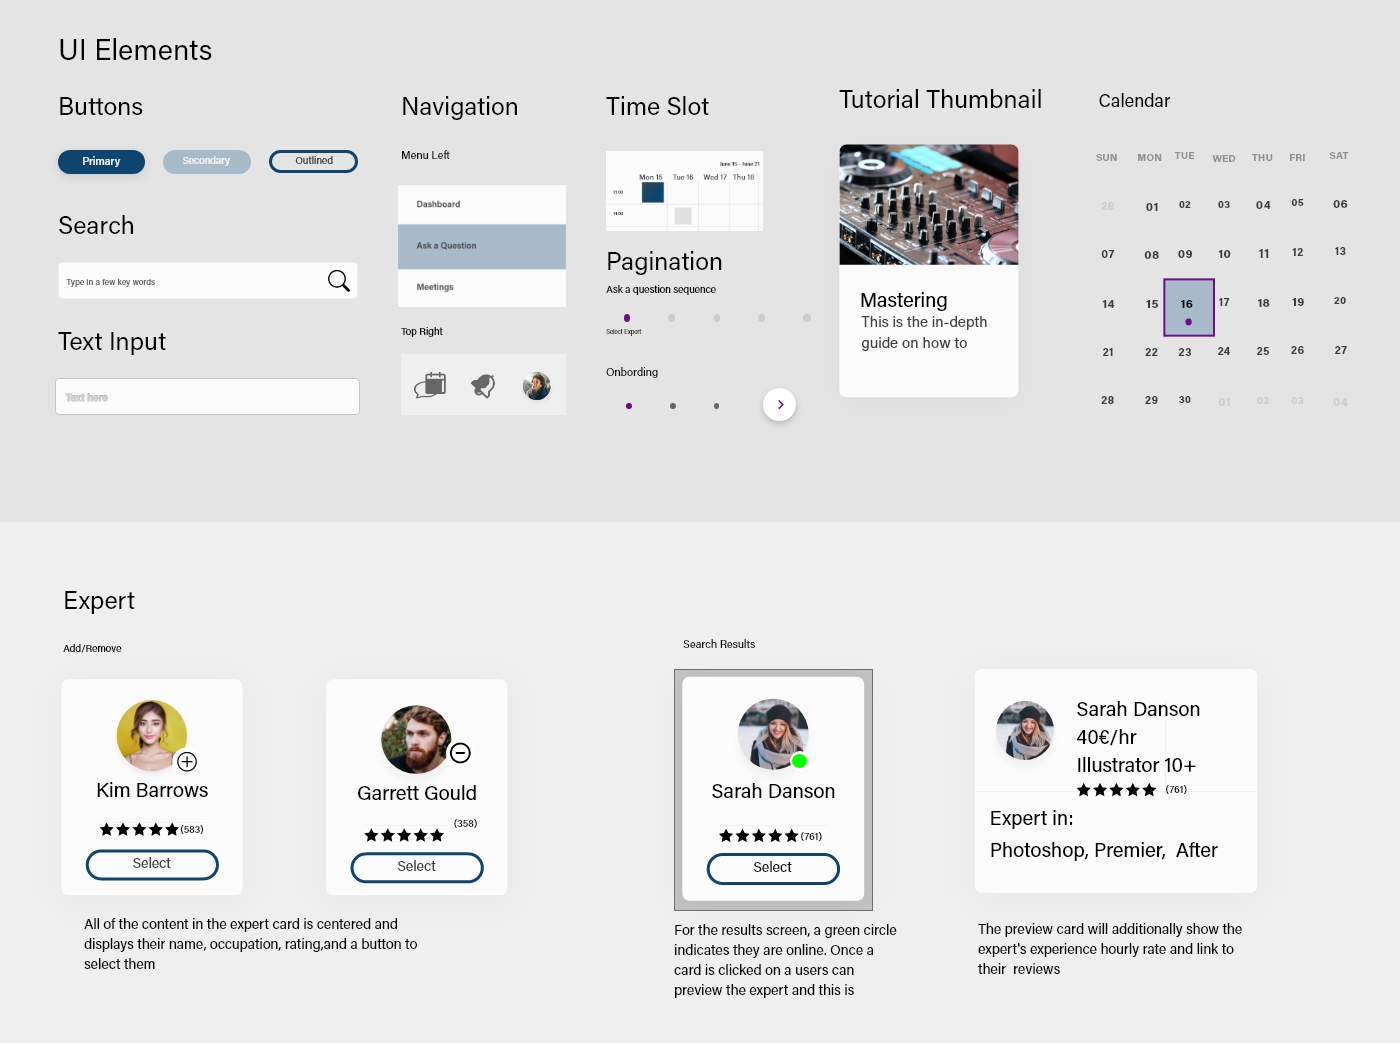 UI Elements
Buttons
Primary
Secondary
Outlined
Search
Type in a few key words
Text Input
Text here
Navigation
Menu Left
Dashboard
Ask a Question
Meetings
Top Right
Time Slot
June 15 - June 21
Mon 15 Tue 16 Wed 17 Thu 18
13:00
14:00
Pagination
Ask a question sequence
Select Expert
Onbording
Tutorial Thumbnail
Mastering
This is the in-depth
guide on how to
Calendar
SUN MON TUE WED THU FRI SAT
28 01 02 03 04 05 06
07 08 09 10 11 12 13
14 15 16 17 18 19 20
21 22 23 24 25 26 27
28 29 30 01 02 03 04
Expert
Add/Remove
Kim Barrows
(583)
Select
Garrett Gould
(358)
Select
All of the content in the expert card is centered and
displays their name, occupation, rating,and a button to
select them
Search Results
Sarah Danson
(761)
Select
For the results screen, a green circle
indicates they are online. Once a
card is clicked on a users can
preview the expert and this is
Sarah Danson
40€/hr
Illustrator 10+
(761)
Expert in:
Photoshop, Premier,  After
The preview card will additionally show the
expert's experience hourly rate and link to
their  reviews